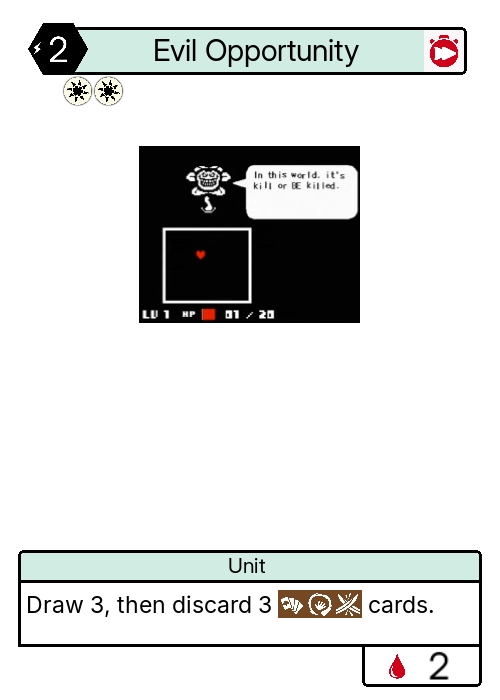 2
Evil Opportunity
In this world, it's
kill or BE killed.
LV 1 HP 01 / 20
Unit
Draw 3, then discard 3 cards.
2